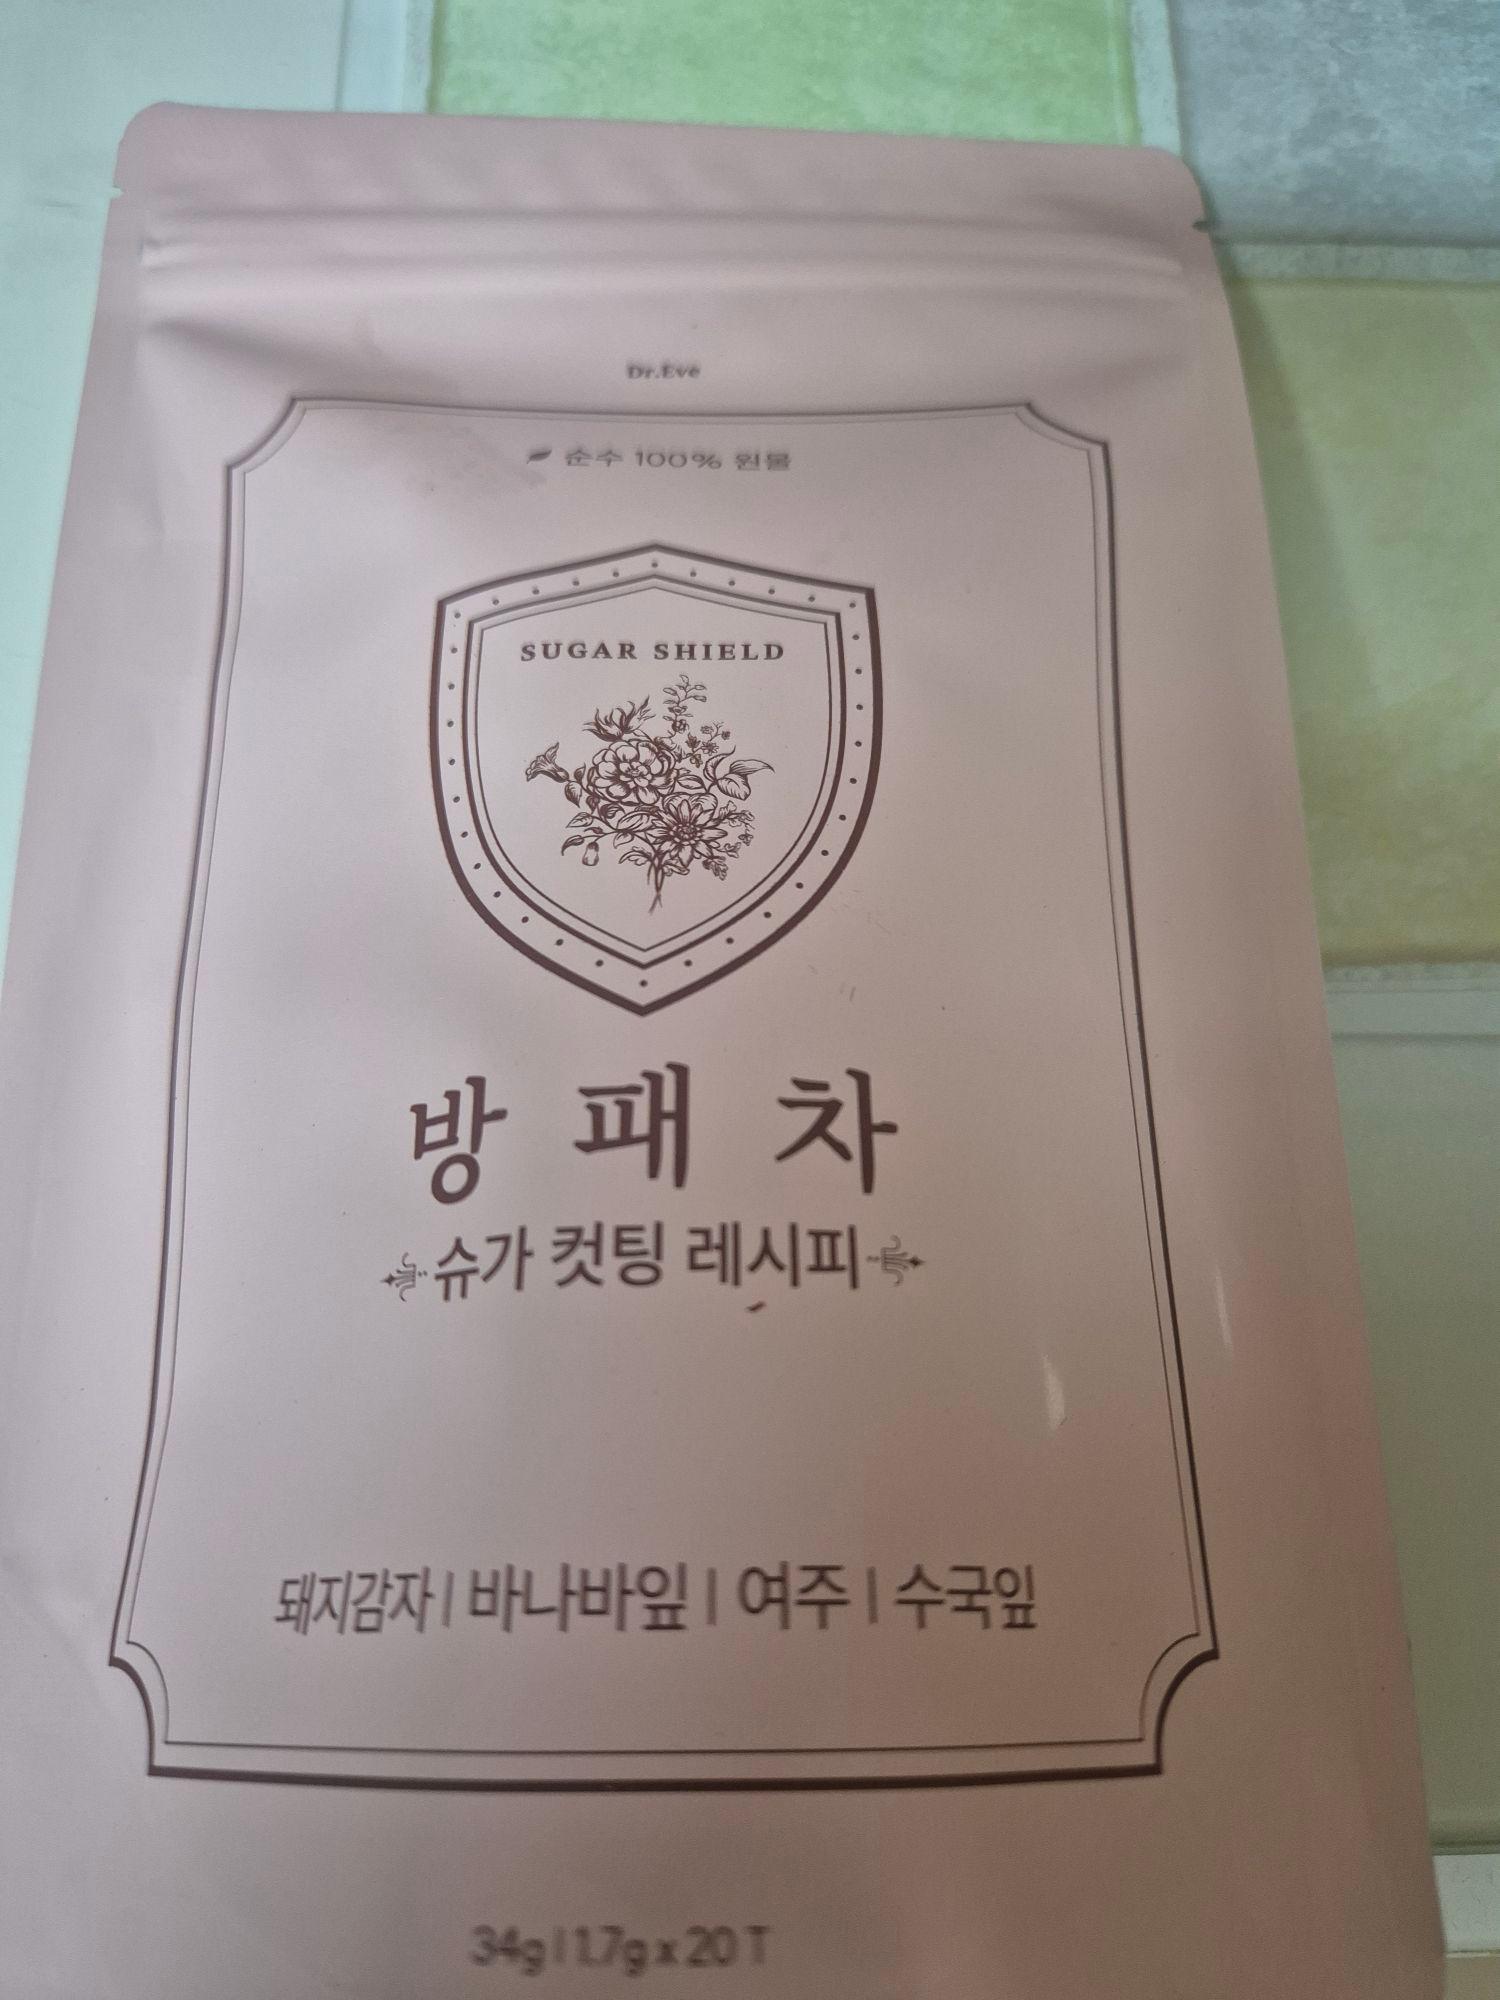 Dr.Eve
순수 100% 원물
SUGAR SHIELD
방패차
슈가 컷팅 레시피
돼지감자 | 바나바잎 | 여주 | 수국잎
34g | 1.7g x 20 T